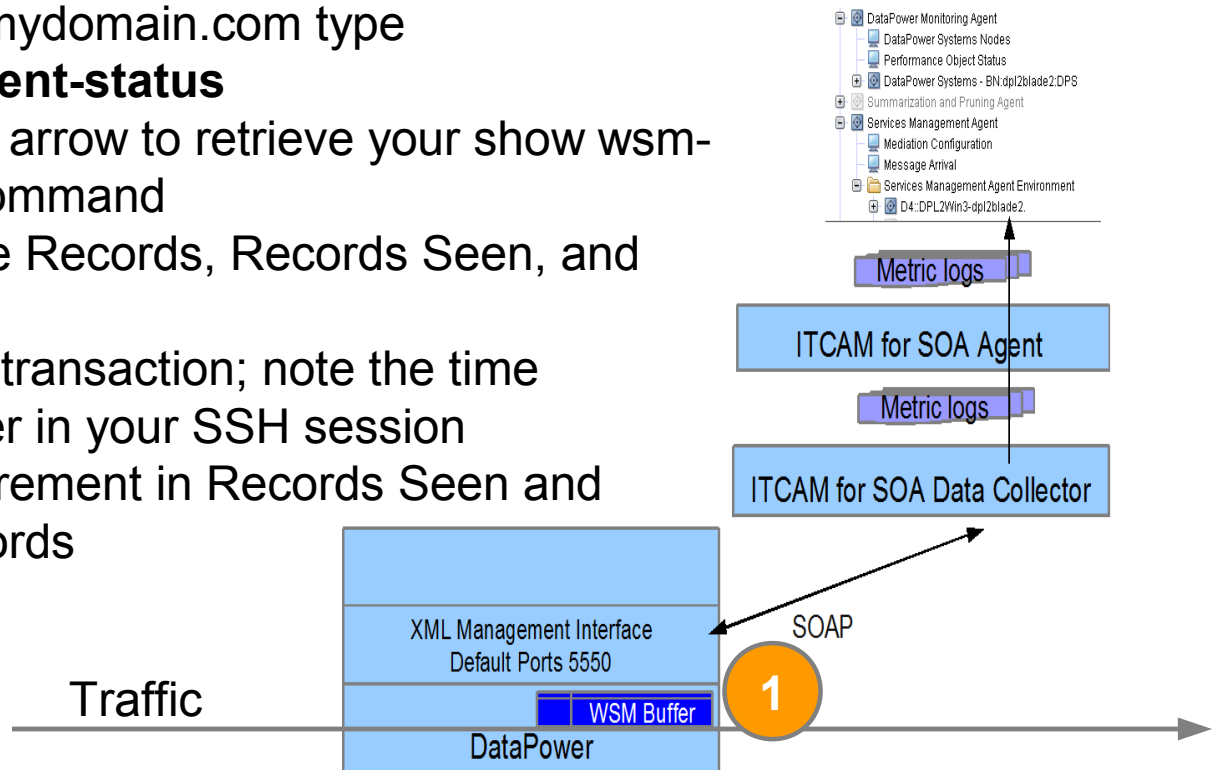 mydomain.com type
ent-status
arrow to retrieve your show wsm-
ommand
e Records, Records Seen, and
transaction; note the time
er in your SSH session
rement in Records Seen and
ords
DataPower Monitoring Agent
DataPower Systems Nodes
Performance Object Status
DataPower Systems - BN:dpl2blade2:DPS
Summarization and Pruning Agent
Services Management Agent
Mediation Configuration
Message Arrival
Services Management Agent Environment
D4::DPL2Win3-dpl2blade2.
Metric logs
ITCAM for SOA Agent
Metric logs
ITCAM for SOA Data Collector
SOAP
XML Management Interface
Default Ports 5550
1
Traffic
WSM Buffer
DataPower